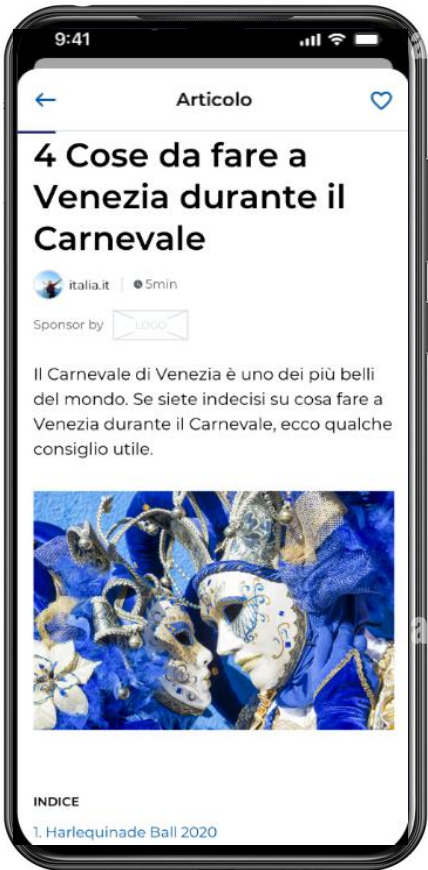 9:41
Articolo
4 Cose da fare a
Venezia durante il
Carnevale
italia.it
5min
Sponsor by
LOGO
Il Carnevale di Venezia è uno dei più belli
del mondo. Se siete indecisi su cosa fare a
Venezia durante il Carnevale, ecco qualche
consiglio utile.
a
a
INDICE
1. Harlequinade Ball 2020